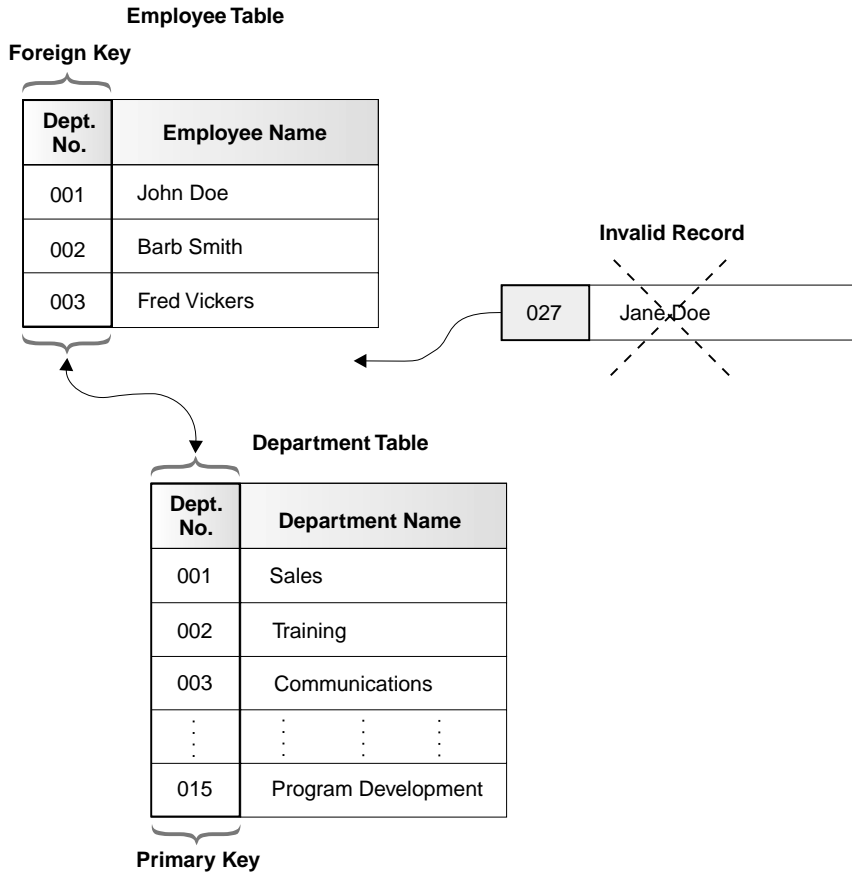 Employee Table
Foreign Key
Dept.
No.
Employee Name
001 John Doe
002 Barb Smith
003 Fred Vickers
Invalid Record
027 Jane Doe
Department Table
Dept.
No.
Department Name
001 Sales
002 Training
003 Communications
015 Program Development
Primary Key